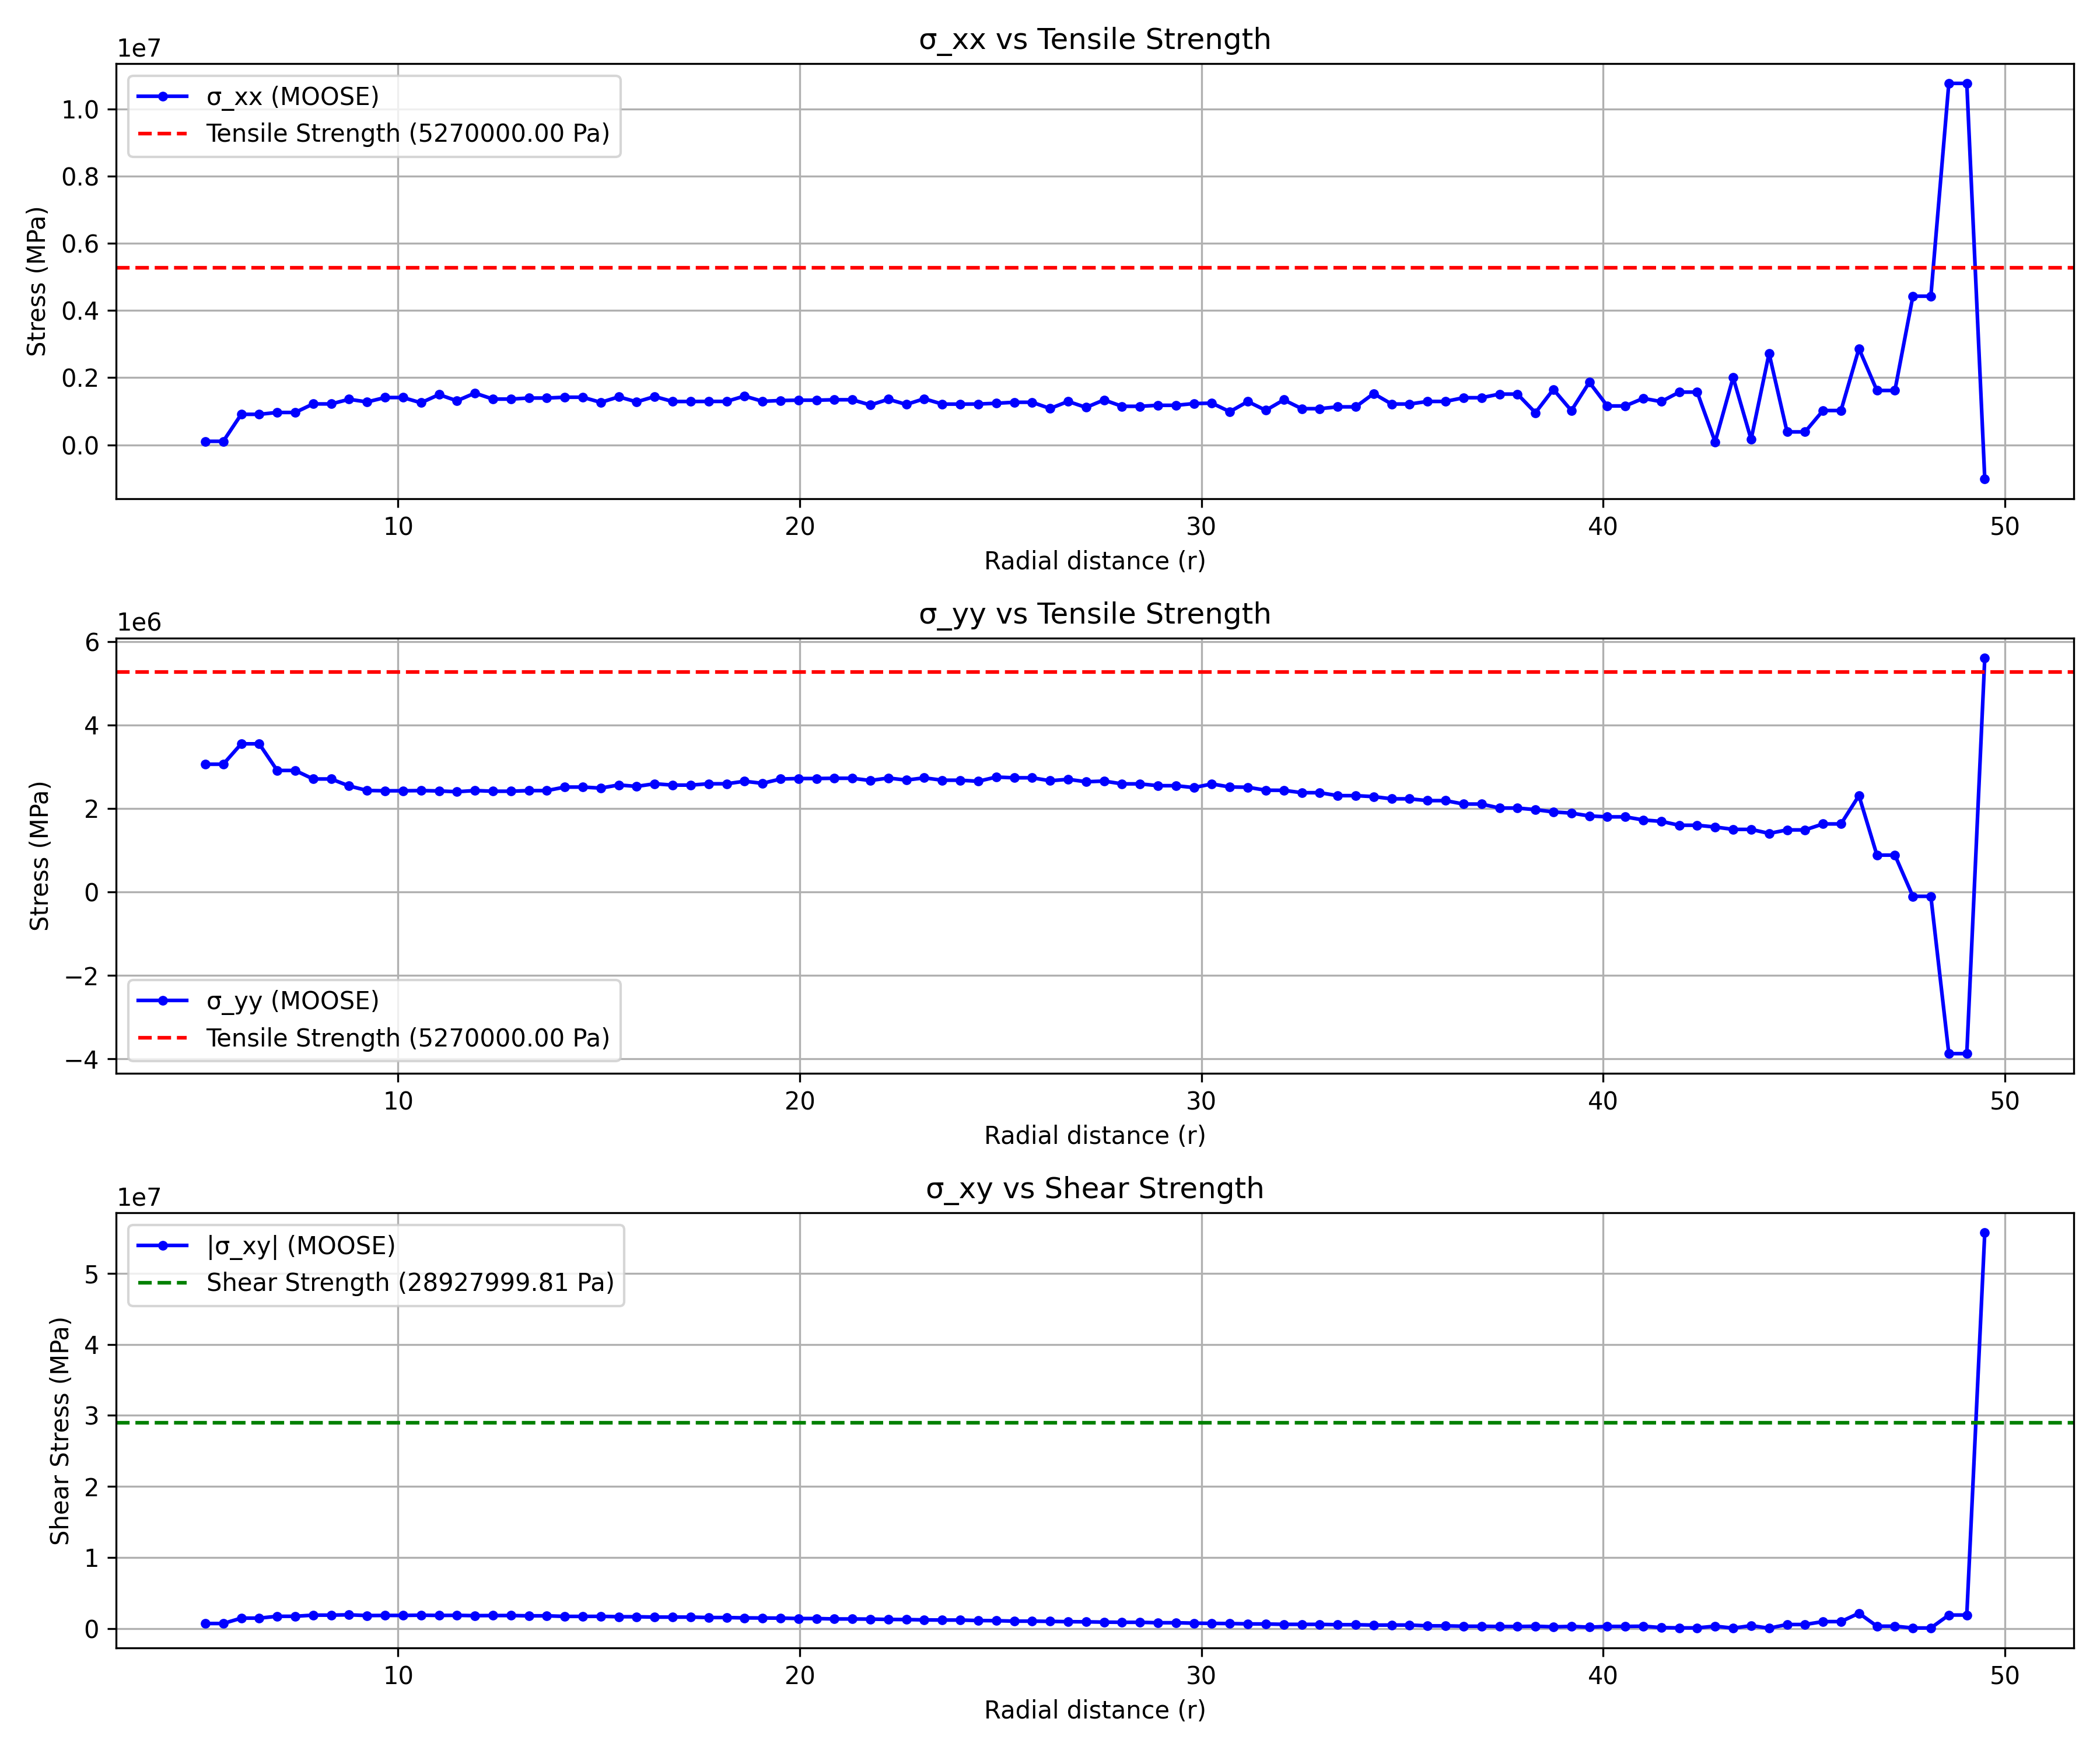 σ_xx vs Tensile Strength
1e7
σ_xx (MOOSE)
Tensile Strength (5270000.00 Pa)
1.0
0.8
0.6
0.4
0.2
0.0
Stress (MPa)
10 20 30 40 50
Radial distance (r)
σ_yy vs Tensile Strength
1e6
6
4
2
0
−2
−4
Stress (MPa)
σ_yy (MOOSE)
Tensile Strength (5270000.00 Pa)
10 20 30 40 50
Radial distance (r)
σ_xy vs Shear Strength
1e7
|σ_xy| (MOOSE)
Shear Strength (28927999.81 Pa)
5
4
3
2
1
0
Shear Stress (MPa)
10 20 30 40 50
Radial distance (r)